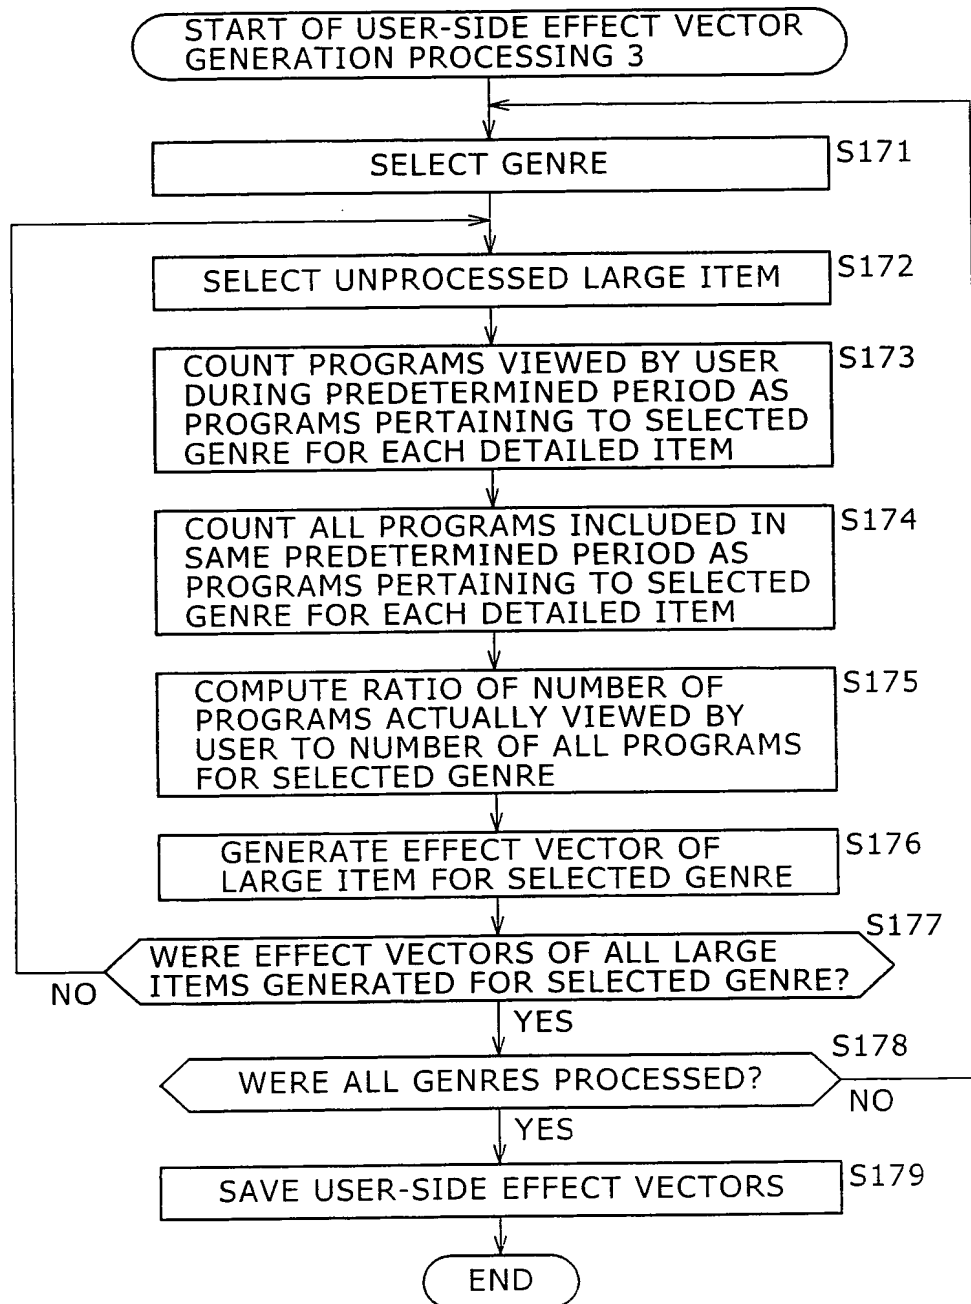 START OF USER-SIDE EFFECT VECTOR
GENERATION PROCESSING 3
SELECT GENRE
S171
SELECT UNPROCESSED LARGE ITEM
S172
COUNT PROGRAMS VIEWED BY USER
DURING PREDETERMINED PERIOD AS
PROGRAMS PERTAINING TO SELECTED
GENRE FOR EACH DETAILED ITEM
S173
COUNT ALL PROGRAMS INCLUDED IN
SAME PREDETERMINED PERIOD AS
PROGRAMS PERTAINING TO SELECTED
GENRE FOR EACH DETAILED ITEM
S174
COMPUTE RATIO OF NUMBER OF
PROGRAMS ACTUALLY VIEWED BY
USER TO NUMBER OF ALL PROGRAMS
FOR SELECTED GENRE
S175
GENERATE EFFECT VECTOR OF
LARGE ITEM FOR SELECTED GENRE
S176
S177
WERE EFFECT VECTORS OF ALL LARGE
ITEMS GENERATED FOR SELECTED GENRE?
NO
YES
S178
WERE ALL GENRES PROCESSED?
NO
YES
SAVE USER-SIDE EFFECT VECTORS
S179
END